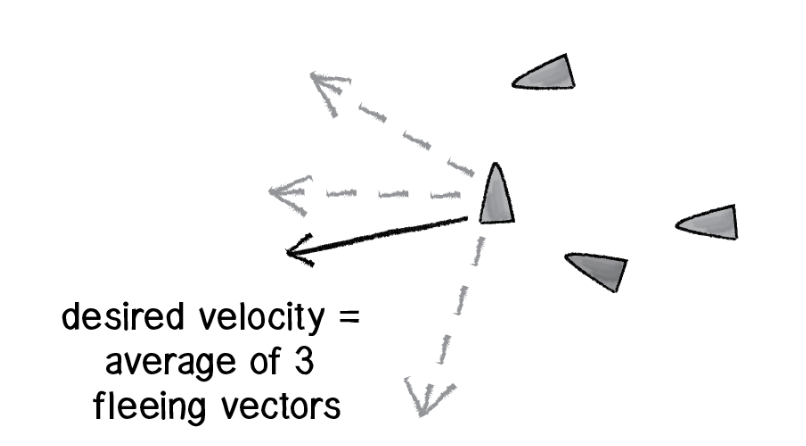 desired velocity =
average of 3
fleeing vectors